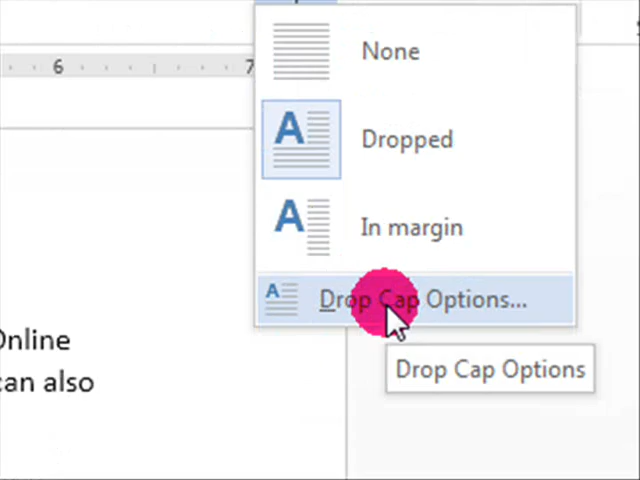 None
6
7
A
Dropped
A
In margin
A
Drop Cap Options...
Online
Drop Cap Options
can also